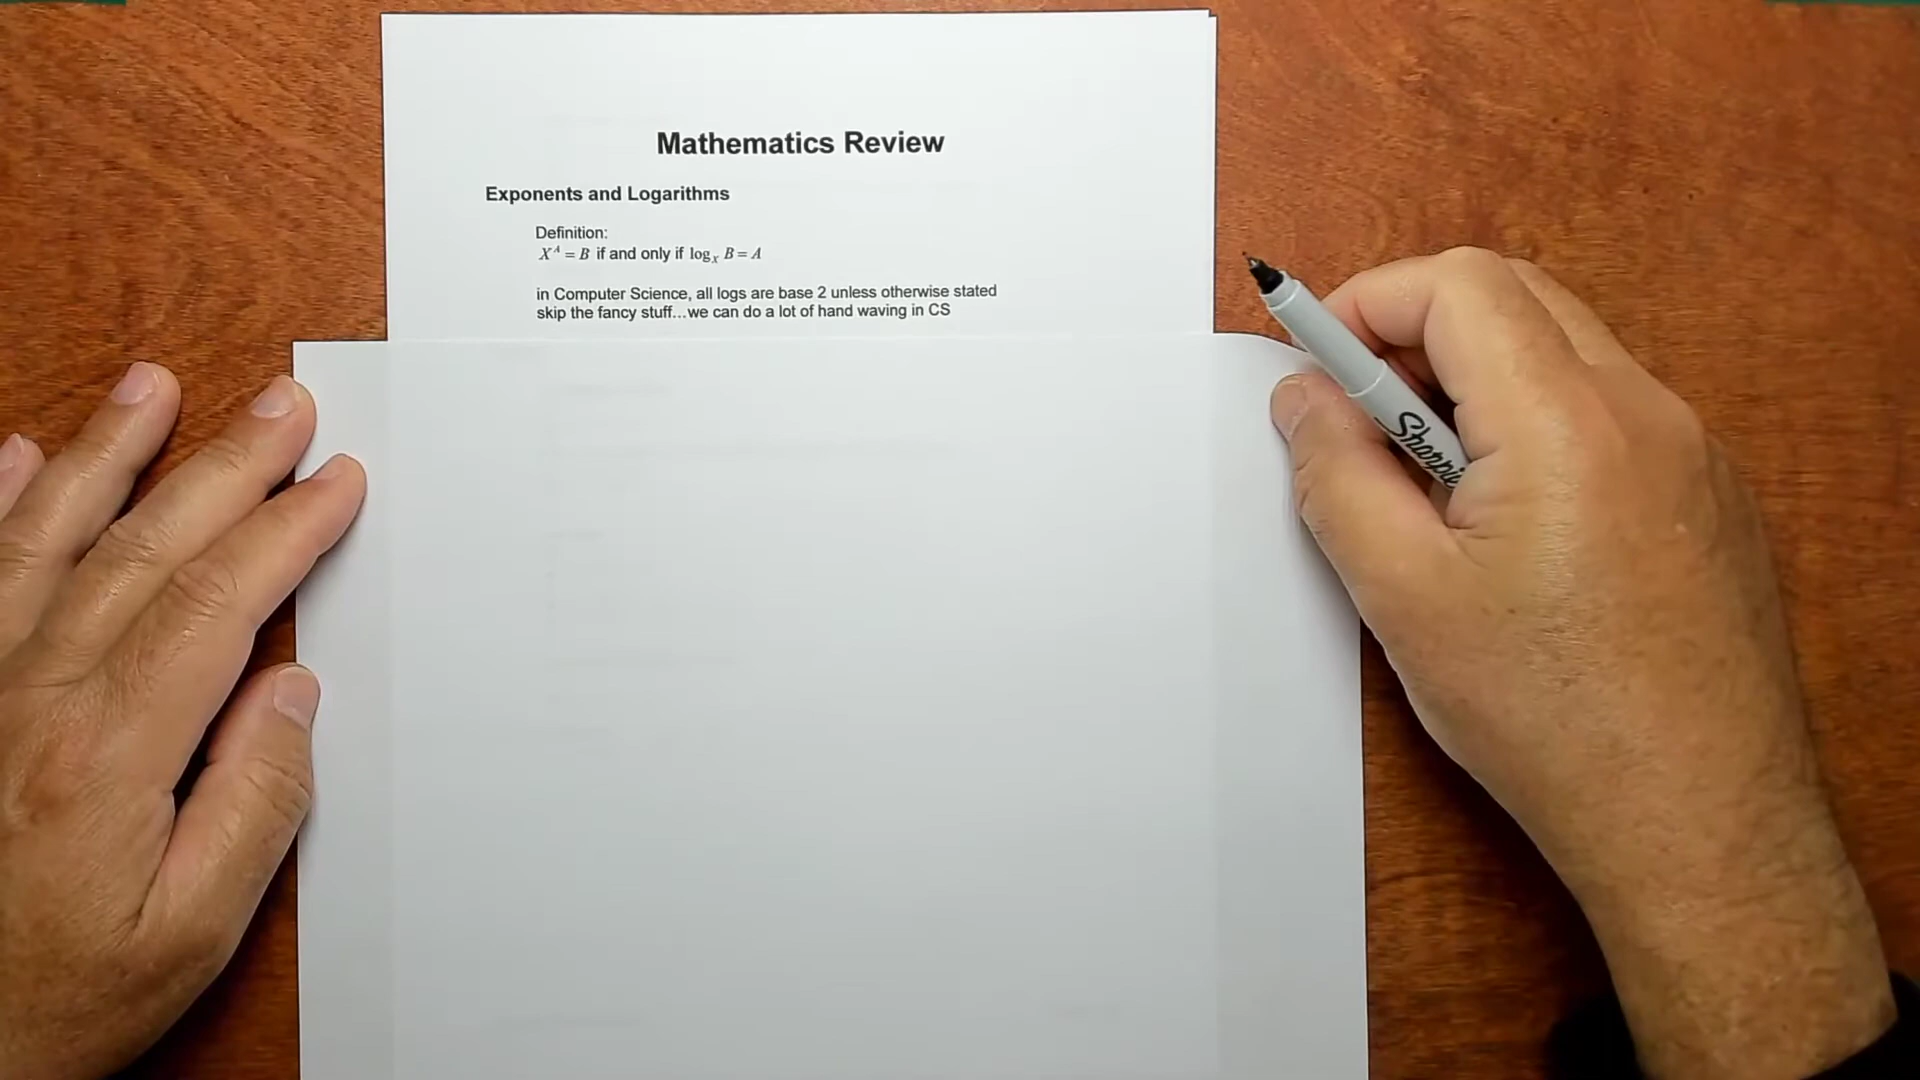 Mathematics Review
Exponents and Logarithms
Definition:
X^A = B if and only if log_X B = A
in Computer Science, all logs are base 2 unless otherwise stated
skip the fancy stuff...we can do a lot of hand waving in CS
Sharpie